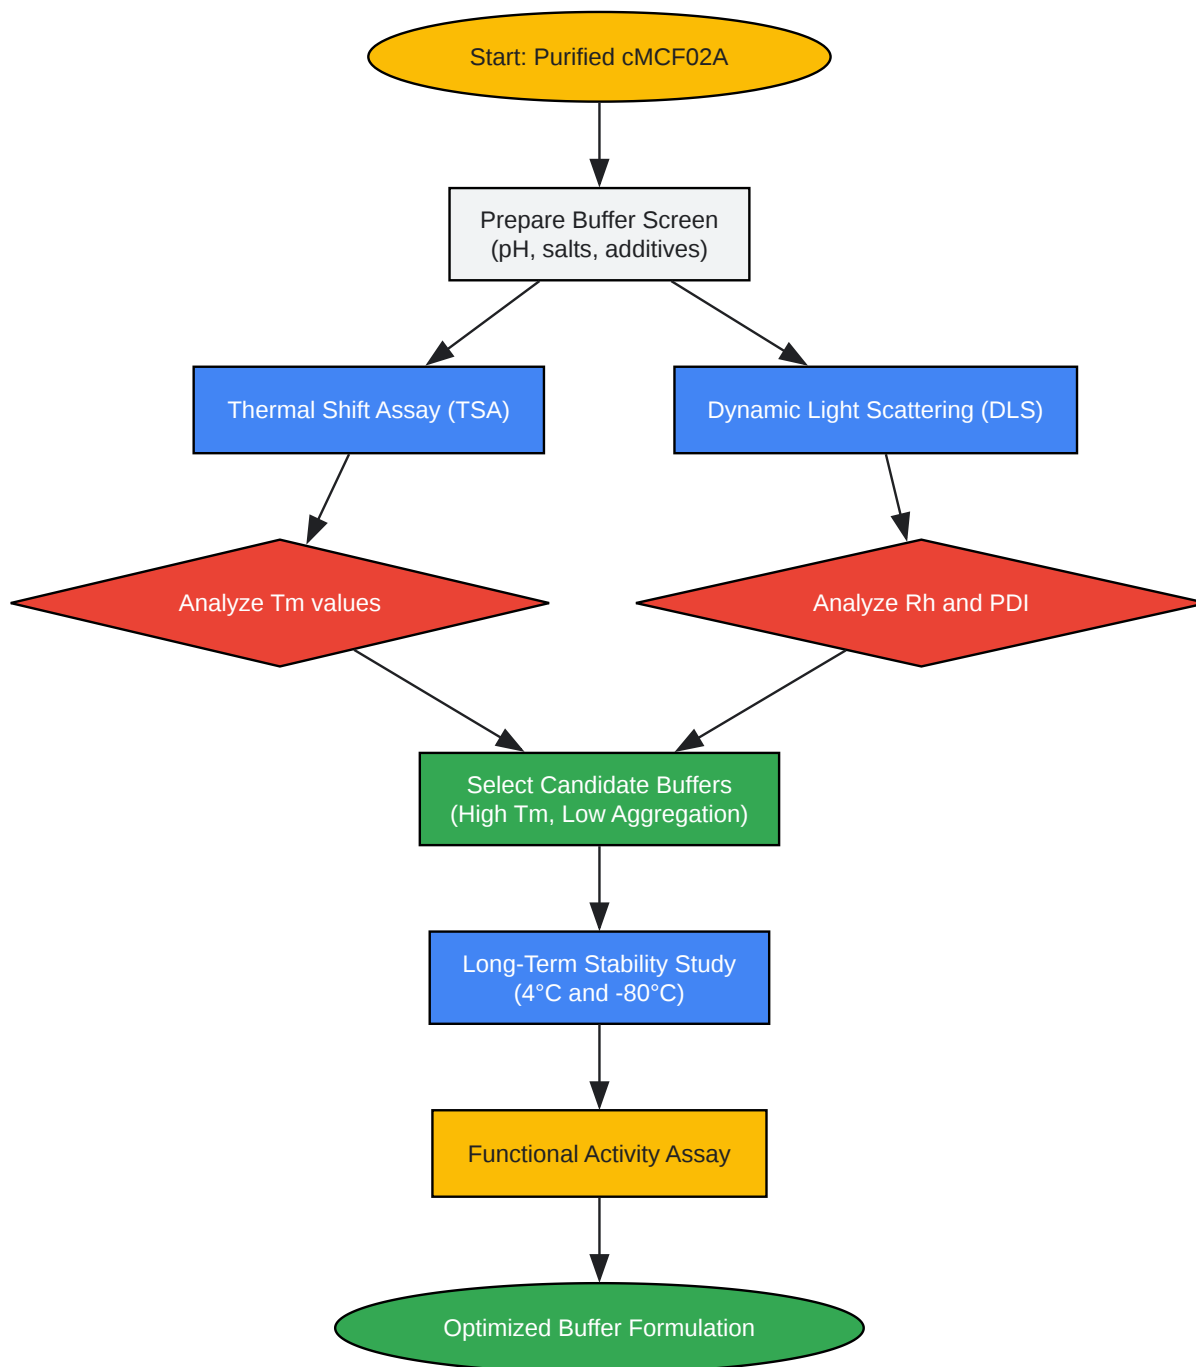 Start: Purified cMCF02A
Prepare Buffer Screen
(pH, salts, additives)
Thermal Shift Assay (TSA)
Dynamic Light Scattering (DLS)
Analyze Tm values
Analyze Rh and PDI
Select Candidate Buffers
(High Tm, Low Aggregation)
Long-Term Stability Study
(4°C and -80°C)
Functional Activity Assay
Optimized Buffer Formulation